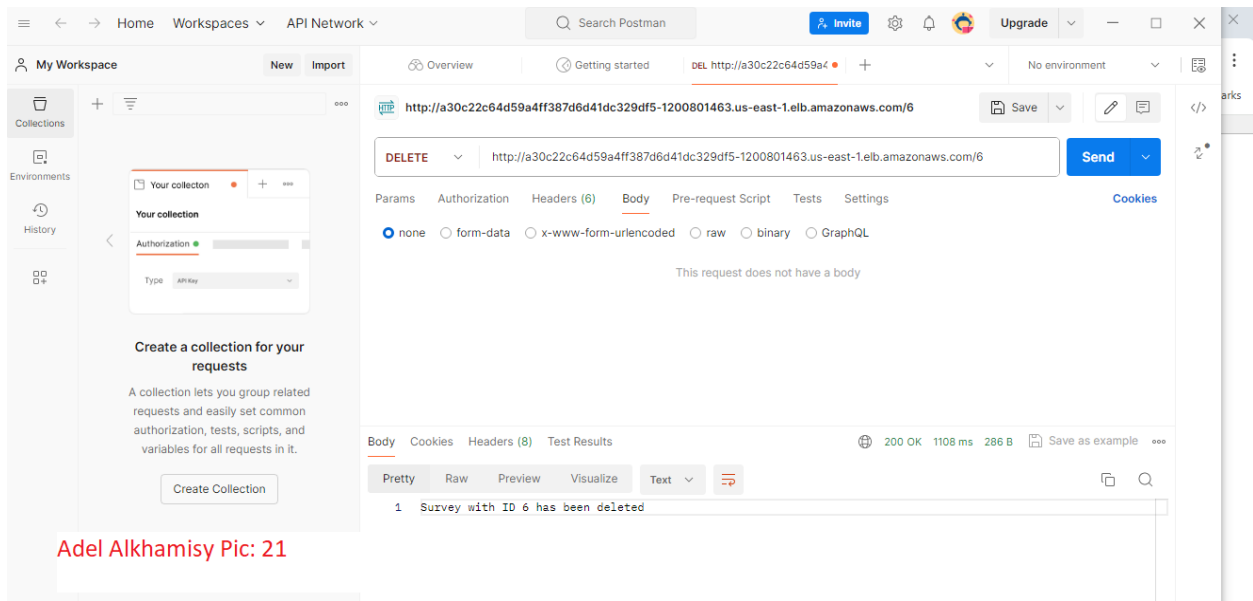 Home Workspaces API Network Search Postman Invite Upgrade
My Workspace New Import Overview Getting started DEL http://a30c22c64d59a4 No environment
arks
Collections
Environments
History
http://a30c22c64d59a4ff387d6d41dc329df5-1200801463.us-east-1.elb.amazonaws.com/6 Save
DELETE http://a30c22c64d59a4ff387d6d41dc329df5-1200801463.us-east-1.elb.amazonaws.com/6 Send
Params Authorization Headers (6) Body Pre-request Script Tests Settings Cookies
none form-data x-www-form-urlencoded raw binary GraphQL
This request does not have a body
Your collecton
Your collection
Authorization
Type API Key
Create a collection for your
requests
A collection lets you group related
requests and easily set common
authorization, tests, scripts, and
variables for all requests in it.
Create Collection
Body Cookies Headers (8) Test Results 200 OK 1108 ms 286 B Save as example
Pretty Raw Preview Visualize Text
1 Survey with ID 6 has been deleted
Adel Alkhamisy Pic: 21